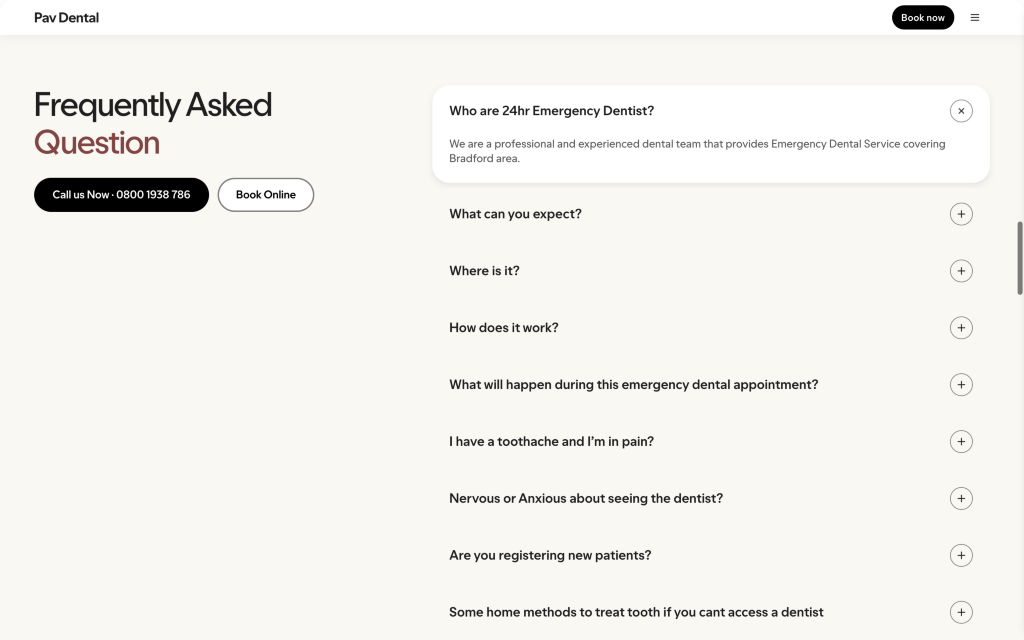 Pav Dental
Book now
Frequently Asked
Question
Call us Now · 0800 1938 786
Book Online
Who are 24hr Emergency Dentist?
We are a professional and experienced dental team that provides Emergency Dental Service covering
Bradford area.
What can you expect?
Where is it?
How does it work?
What will happen during this emergency dental appointment?
I have a toothache and I’m in pain?
Nervous or Anxious about seeing the dentist?
Are you registering new patients?
Some home methods to treat tooth if you cant access a dentist